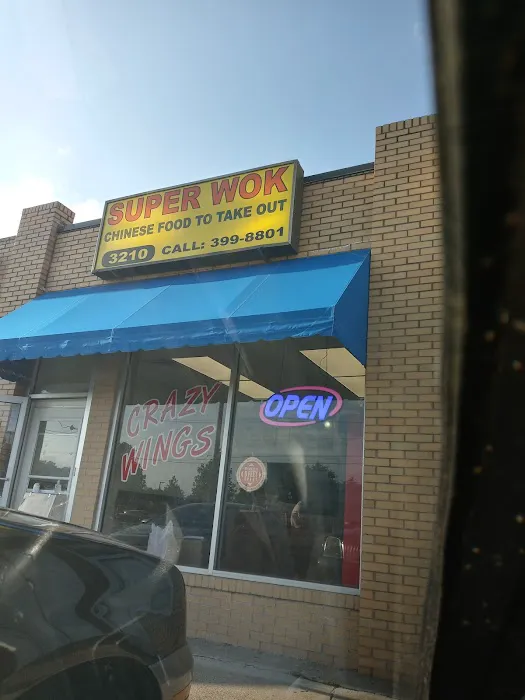 SUPER WOK
CHINESE FOOD TO TAKE OUT
3210 CALL: 399-8801
CRAZY
WINGS
OPEN